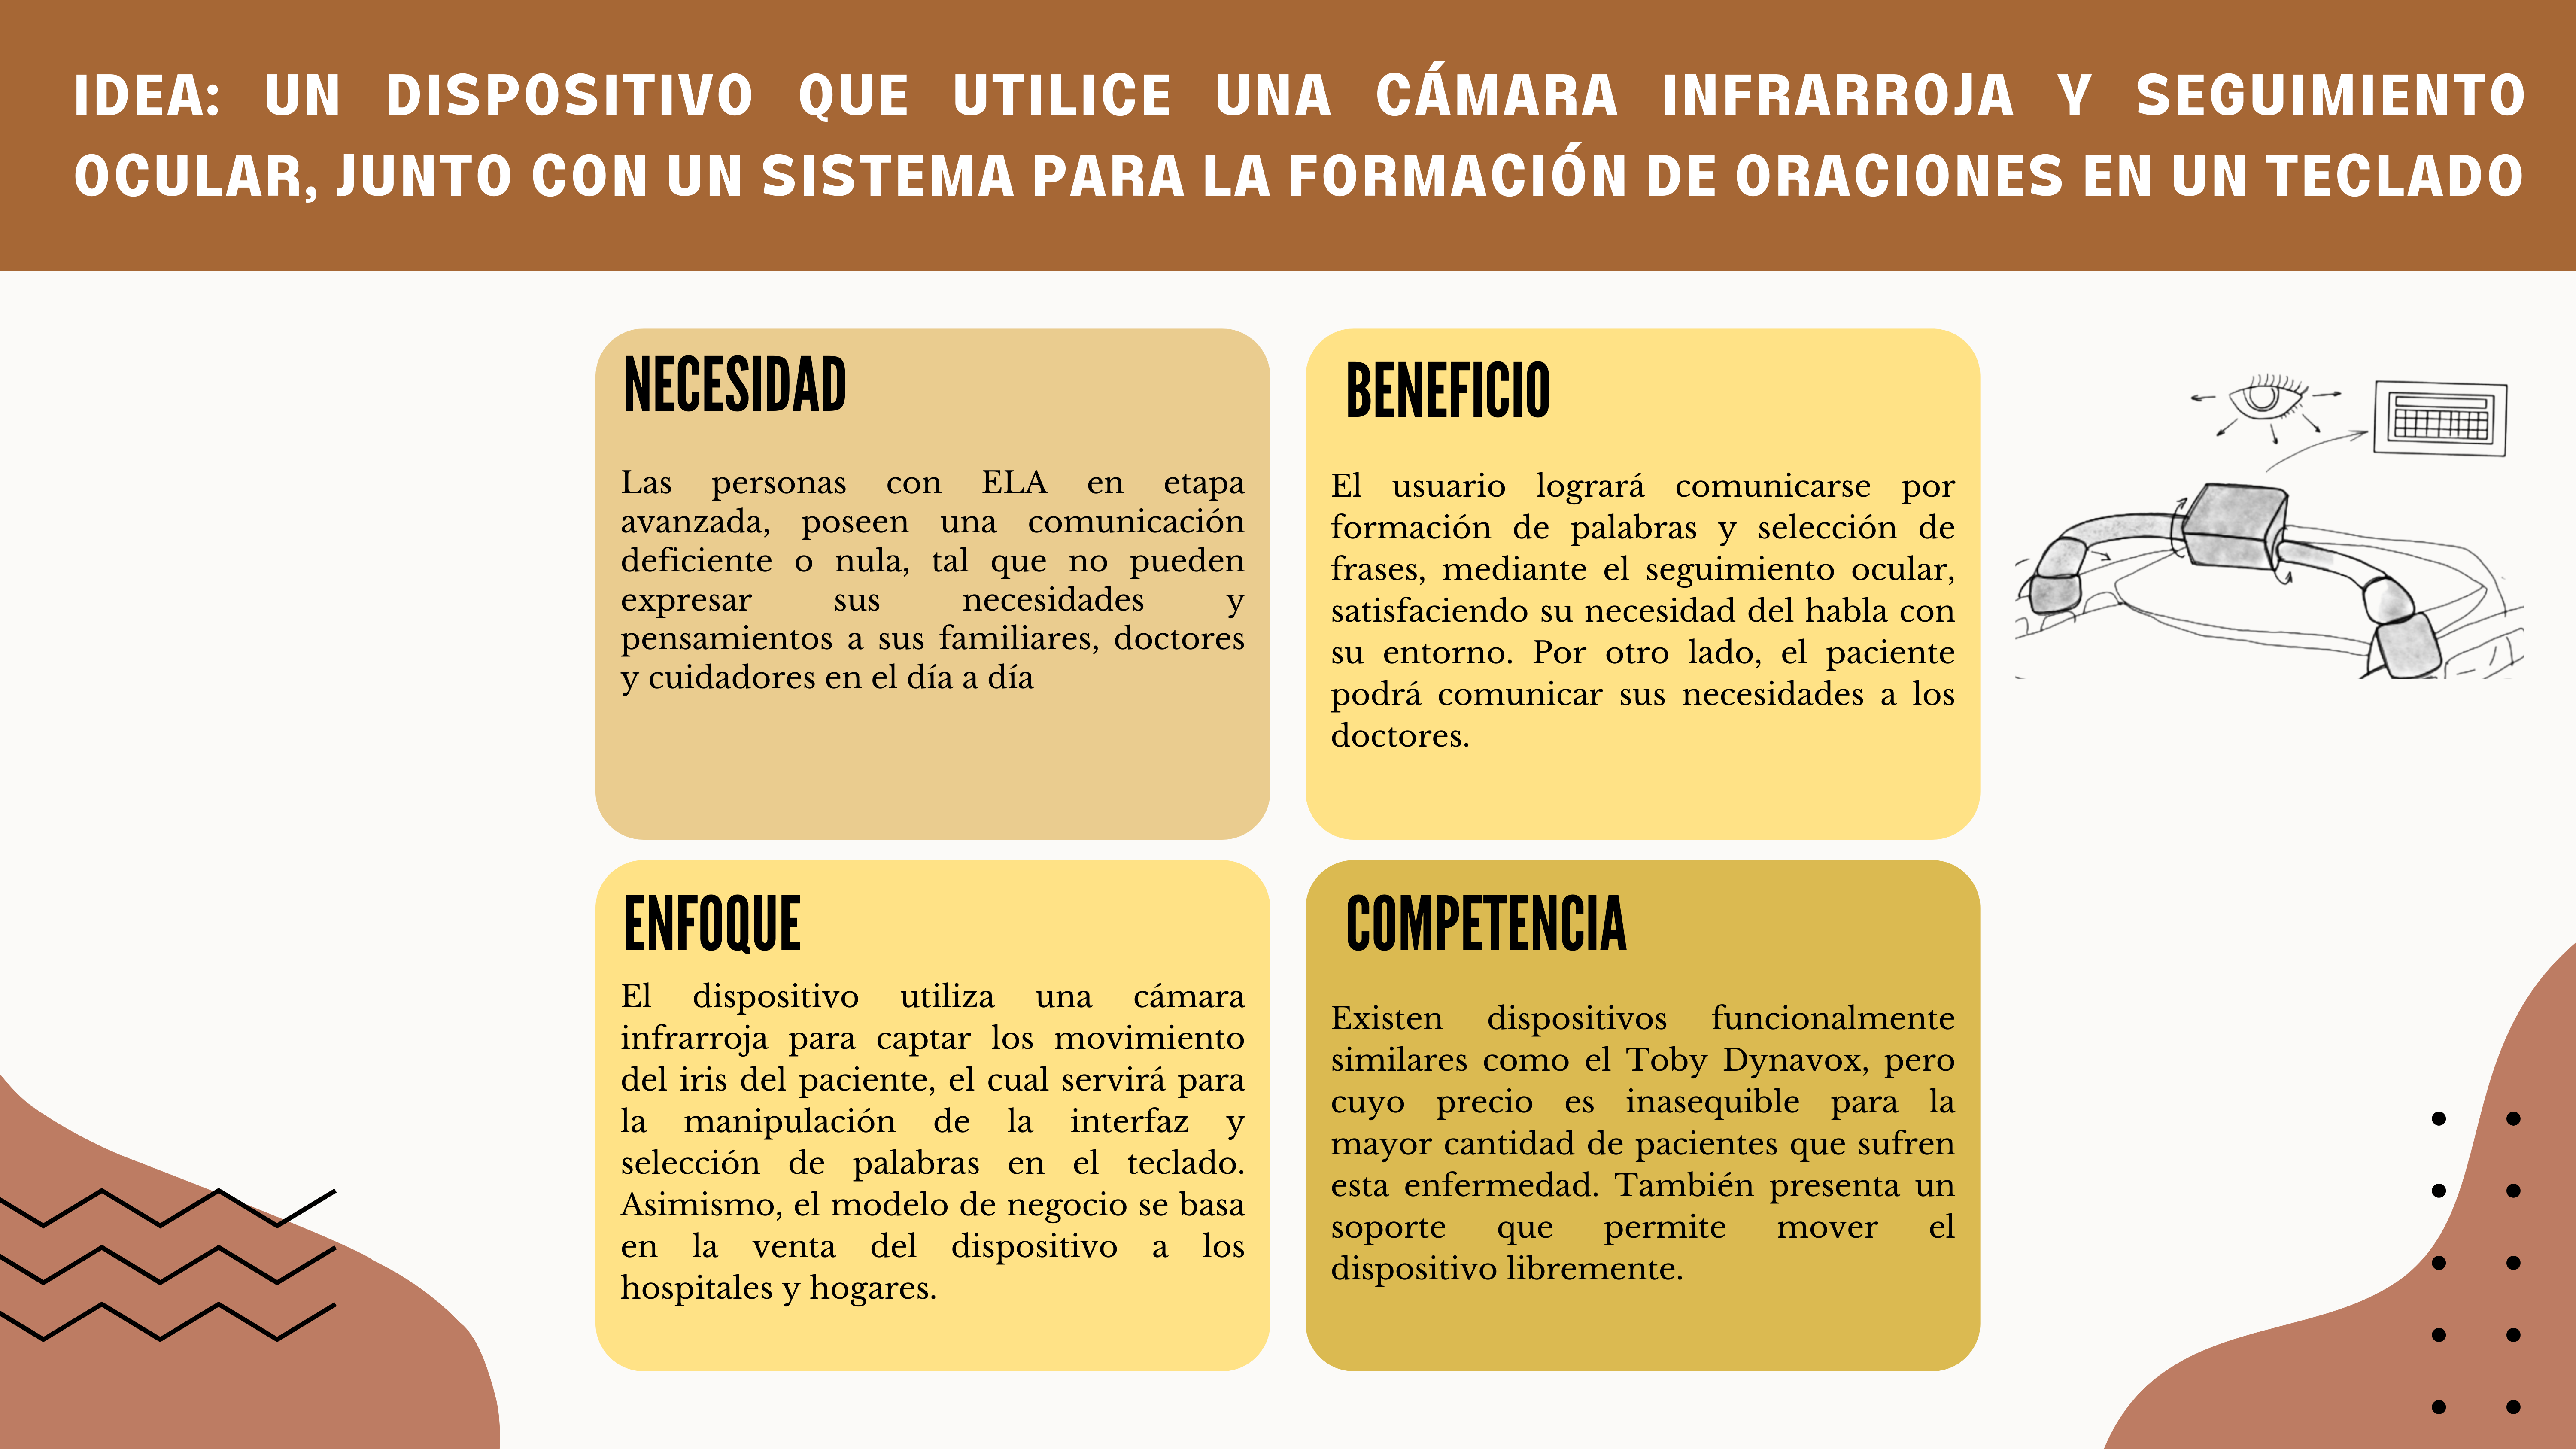 IDEA: UN DISPOSITIVO QUE UTILICE UNA CÁMARA INFRARROJA Y SEGUIMIENTO
OCULAR, JUNTO CON UN SISTEMA PARA LA FORMACIÓN DE ORACIONES EN UN TECLADO
NECESIDAD
Las personas con ELA en etapa
avanzada, poseen una comunicación
deficiente o nula, tal que no pueden
expresar sus necesidades y
pensamientos a sus familiares, doctores
y cuidadores en el día a día
BENEFICIO
El usuario logrará comunicarse por
formación de palabras y selección de
frases, mediante el seguimiento ocular,
satisfaciendo su necesidad del habla con
su entorno. Por otro lado, el paciente
podrá comunicar sus necesidades a los
doctores.
ENFOQUE
El dispositivo utiliza una cámara
infrarroja para captar los movimiento
del iris del paciente, el cual servirá para
la manipulación de la interfaz y
selección de palabras en el teclado.
Asimismo, el modelo de negocio se basa
en la venta del dispositivo a los
hospitales y hogares.
COMPETENCIA
Existen dispositivos funcionalmente
similares como el Toby Dynavox, pero
cuyo precio es inasequible para la
mayor cantidad de pacientes que sufren
esta enfermedad. También presenta un
soporte que permite mover el
dispositivo libremente.